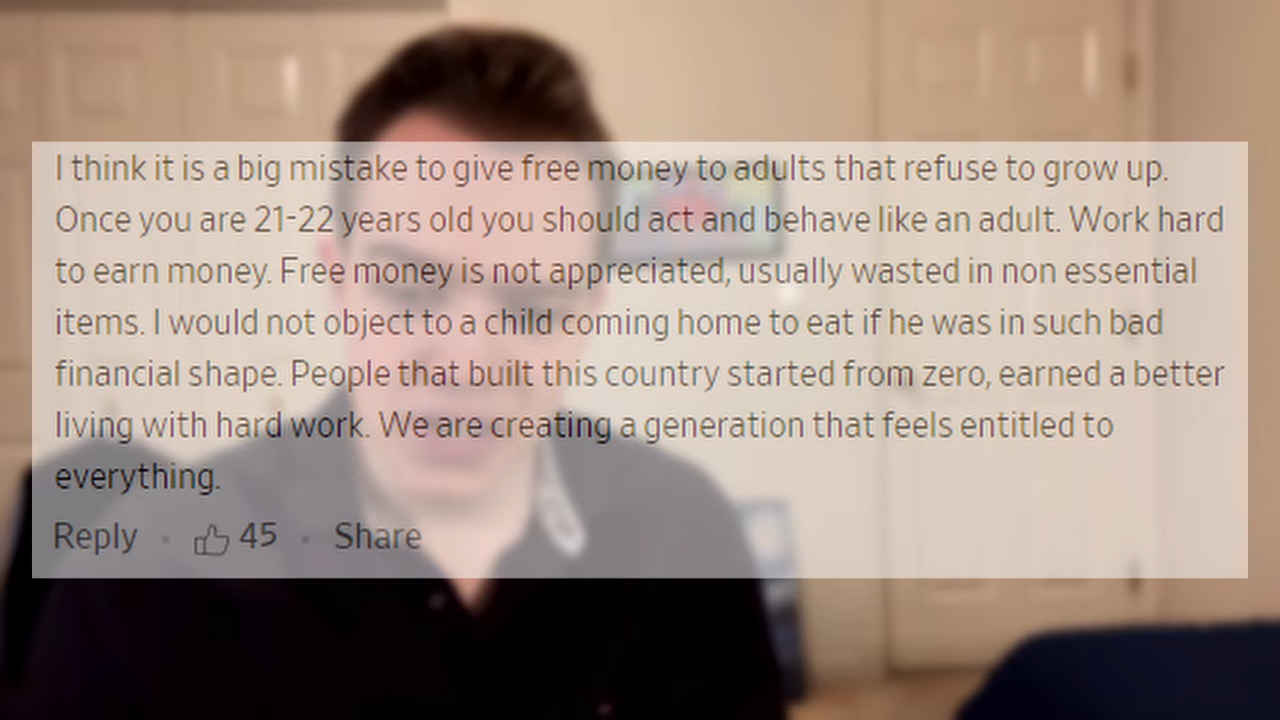 I think it is a big mistake to give free money to adults that refuse to grow up.
Once you are 21-22 years old you should act and behave like an adult. Work hard
to earn money. Free money is not appreciated, usually wasted in non essential
items. I would not object to a child coming home to eat if he was in such bad
financial shape. People that built this country started from zero, earned a better
living with hard work. We are creating a generation that feels entitled to
everything.
Reply • 45 • Share